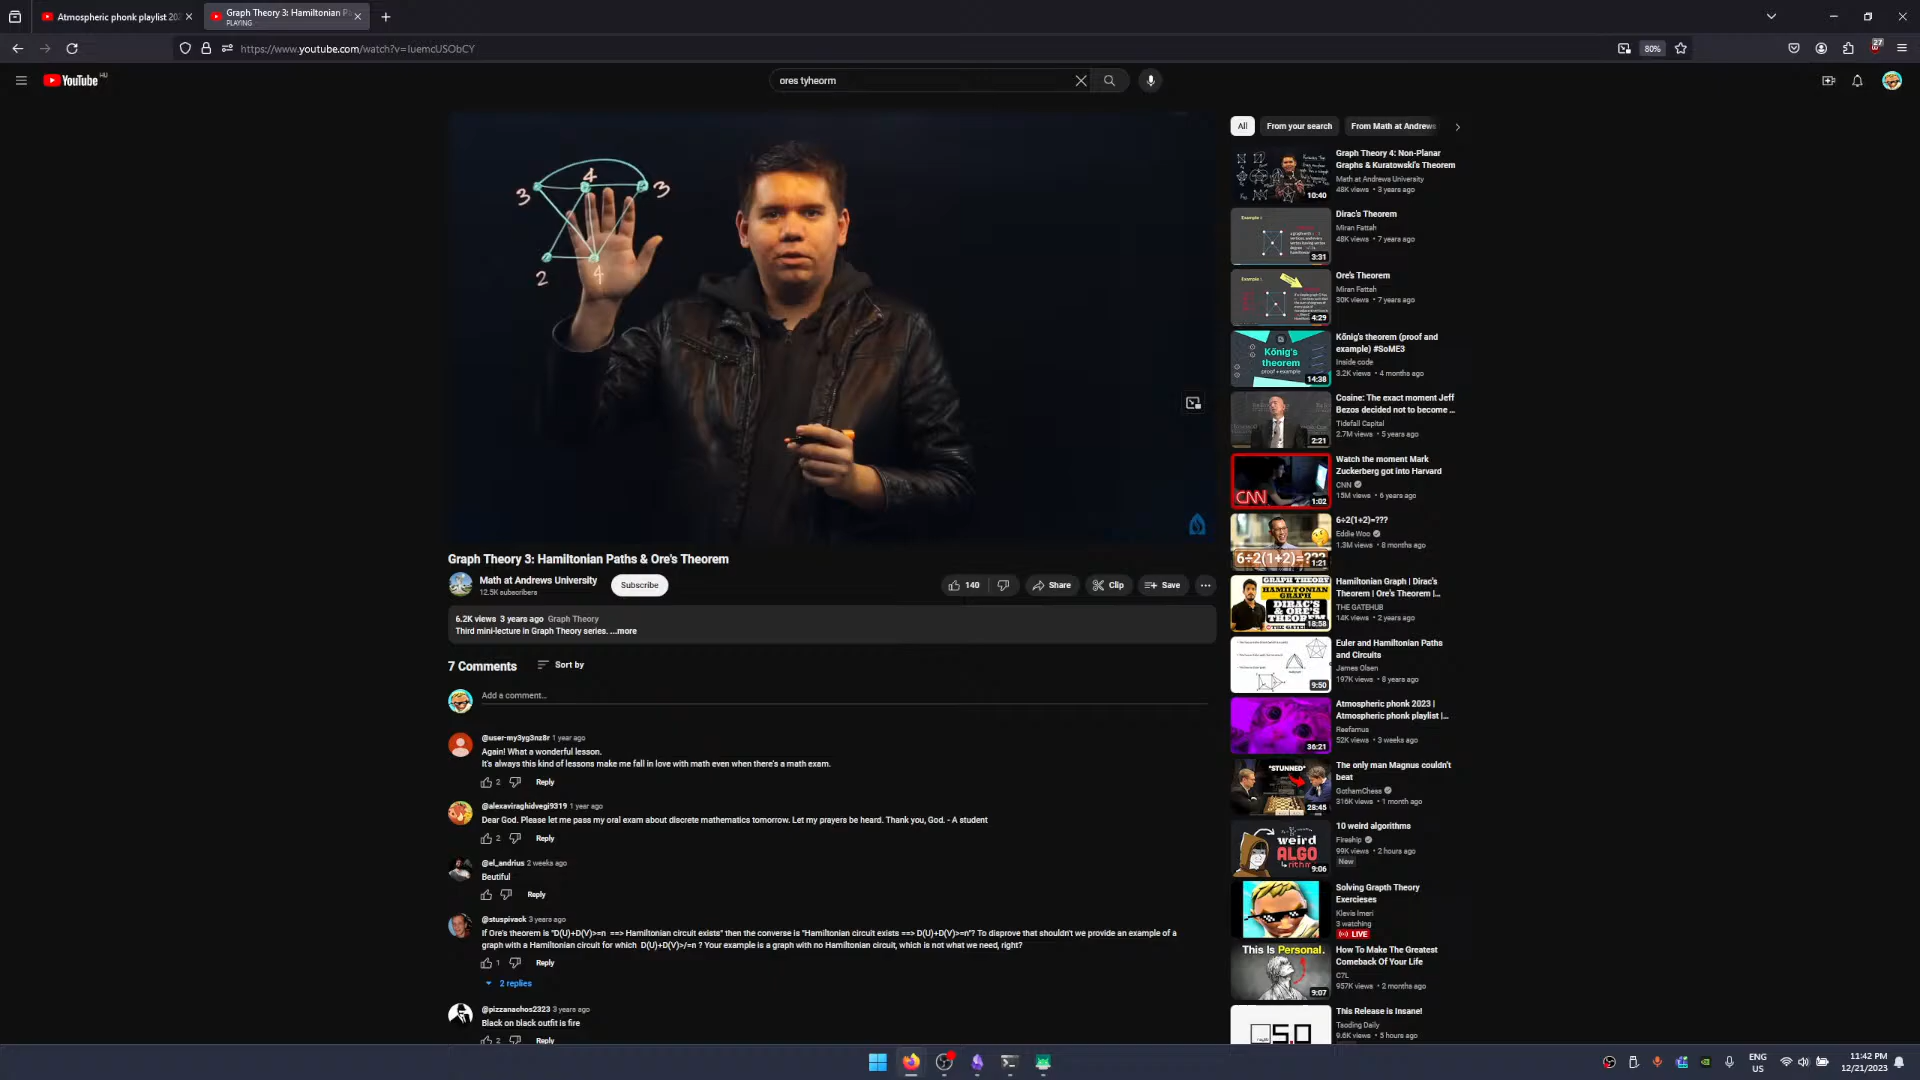 Atmospheric phonk playlist 202
Graph Theory 3: Hamiltonian P
PLAYING
https://www.youtube.com/watch?v=IuemcUSObCY
80%
27
YouTube HU
ores tyheorm
3
4
3
2
4
All
From your search
From Math at Andrews
Graph Theory 4: Non-Planar
Graphs & Kuratowski's Theorem
Math at Andrews University
48K views • 3 years ago
10:40
Dirac's Theorem
Miran Fattah
48K views • 7 years ago
3:31
Ore's Theorem
Miran Fattah
30K views • 7 years ago
4:29
Kőnig's theorem (proof and
example) #SoME3
Inside code
3.2K views • 4 months ago
Kőnig's
theorem
proof + example
14:38
Cosine: The exact moment Jeff
Bezos decided not to become ...
Tidefall Capital
2.7M views • 5 years ago
2:21
Watch the moment Mark
Zuckerberg got into Harvard
CNN
15M views • 6 years ago
CNN
1:02
6÷2(1+2)=???
Eddie Woo
1.3M views • 8 months ago
6÷2(1+2)=???
1:21
Hamiltonian Graph | Dirac's
Theorem | Ore's Theorem |...
THE GATEHUB
14K views • 2 years ago
GRAPH THEORY
HAMILTONIAN
GRAPH
DIRAC'S
& ORE'S
THEOREM
18:58
Euler and Hamiltonian Paths
and Circuits
James Olsen
197K views • 8 years ago
9:50
Atmospheric phonk 2023 |
Atmospheric phonk playlist |...
Reefamus
52K views • 3 weeks ago
36:21
The only man Magnus couldn't
beat
GothamChess
316K views • 1 month ago
"STUNNED"
28:45
10 weird algorithms
Fireship
99K views • 2 hours ago
New
weird
ALGO
rithm
9:06
Solving Grapth Theory
Exercieses
Klevis Imeri
3 watching
LIVE
How To Make The Greatest
Comeback Of Your Life
C7L
957K views • 2 months ago
This Is Personal.
9:07
This Release is Insane!
Tsoding Daily
9.6K views • 5 hours ago
5.0
Graph Theory 3: Hamiltonian Paths & Ore's Theorem
Math at Andrews University
12.5K subscribers
Subscribe
140
Share
Clip
Save
6.2K views 3 years ago Graph Theory
Third mini-lecture in Graph Theory series. ...more
7 Comments
Sort by
Add a comment...
@user-my3yg3nz8r 1 year ago
Again! What a wonderful lesson.
It's always this kind of lessons make me fall in love with math even when there's a math exam.
2
Reply
@alexaviraghidvegi9319 1 year ago
Dear God. Please let me pass my oral exam about discrete mathematics tomorrow. Let my prayers be heard. Thank you, God. - A student
2
Reply
@el_andrius 2 weeks ago
Beutiful
Reply
@stuspivack 3 years ago
If Ore's theorem is "D(U)+D(V)>=n ==> Hamiltonian circuit exists" then the converse is "Hamiltonian circuit exists ==> D(U)+D(V)>=n"? To disprove that shouldn't we provide an example of a
graph with a Hamiltonian circuit for which D(U)+D(V)>/=n ? Your example is a graph with no Hamiltonian circuit, which is not what we need, right?
1
Reply
2 replies
@pizzanachos2323 3 years ago
Black on black outfit is fire
2
Reply
ENG
US
11:42 PM
12/21/2023